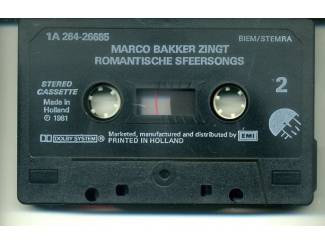 1A 264-26685 BIEM/STEMRA
MARCO BAKKER ZINGT
ROMANTISCHE SFEERSONGS
STEREO
CASSETTE
2
Made in
Holland
© 1981
DOLBY SYSTEM® Marketed, manufactured and distributed by EMI
PRINTED IN HOLLAND